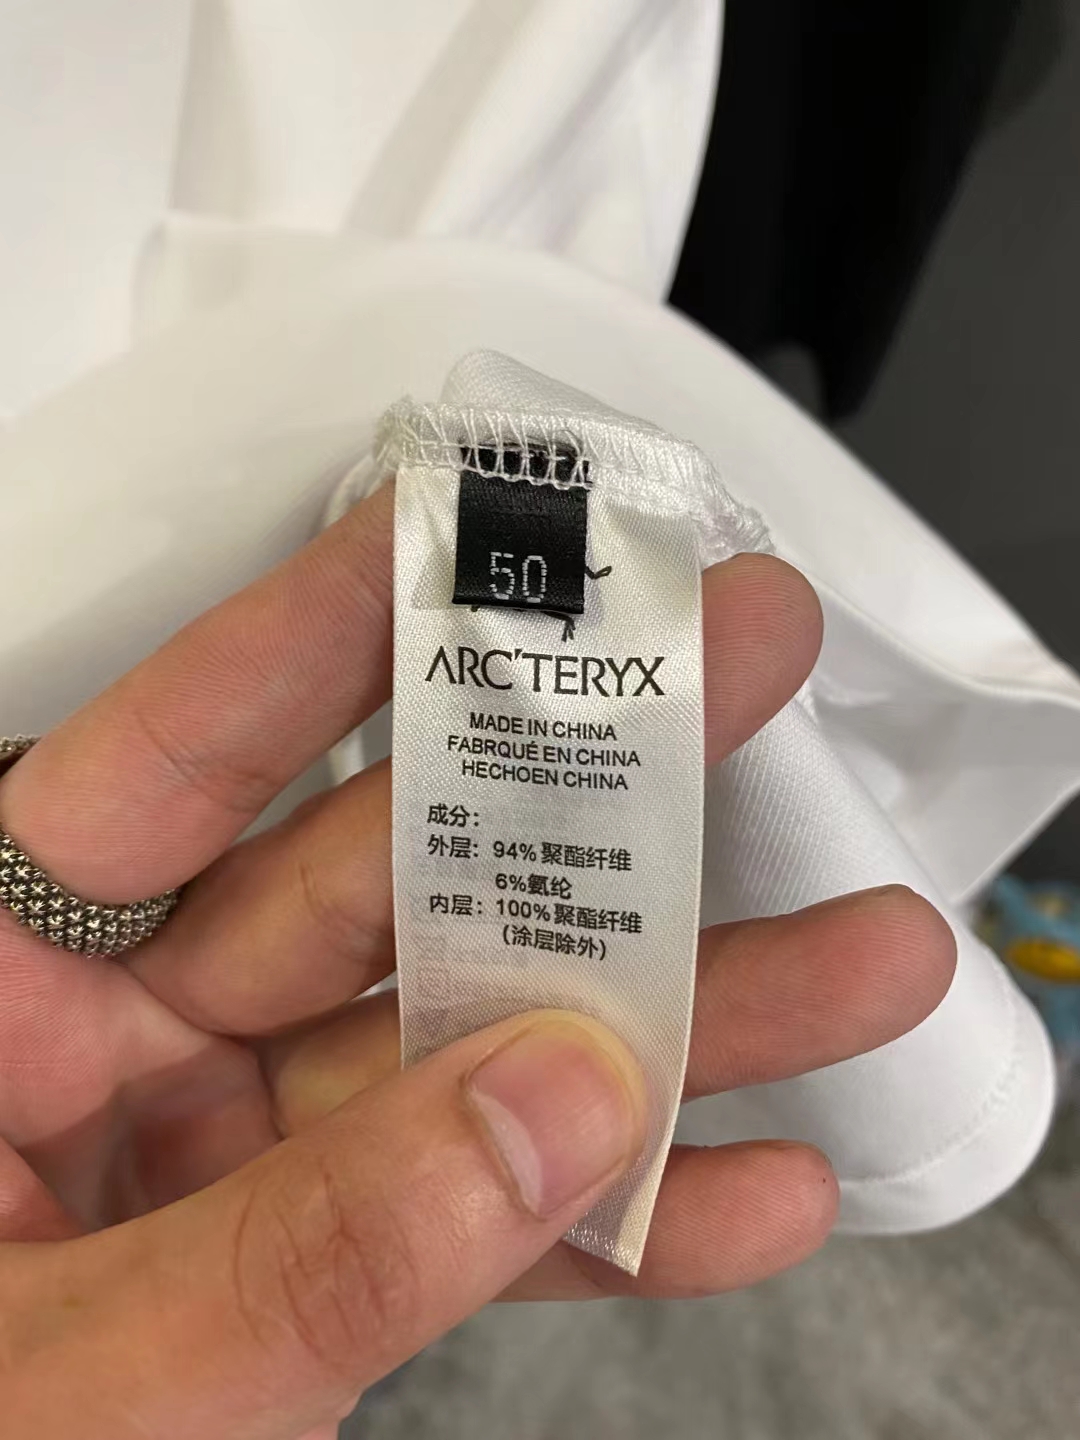 50
ARC'TERYX
MADE IN CHINA
FABRQUÉ EN CHINA
HECHOEN CHINA
成分：
外层：94%聚酯纤维
6%氨纶
内层：100%聚酯纤维
（涂层除外）